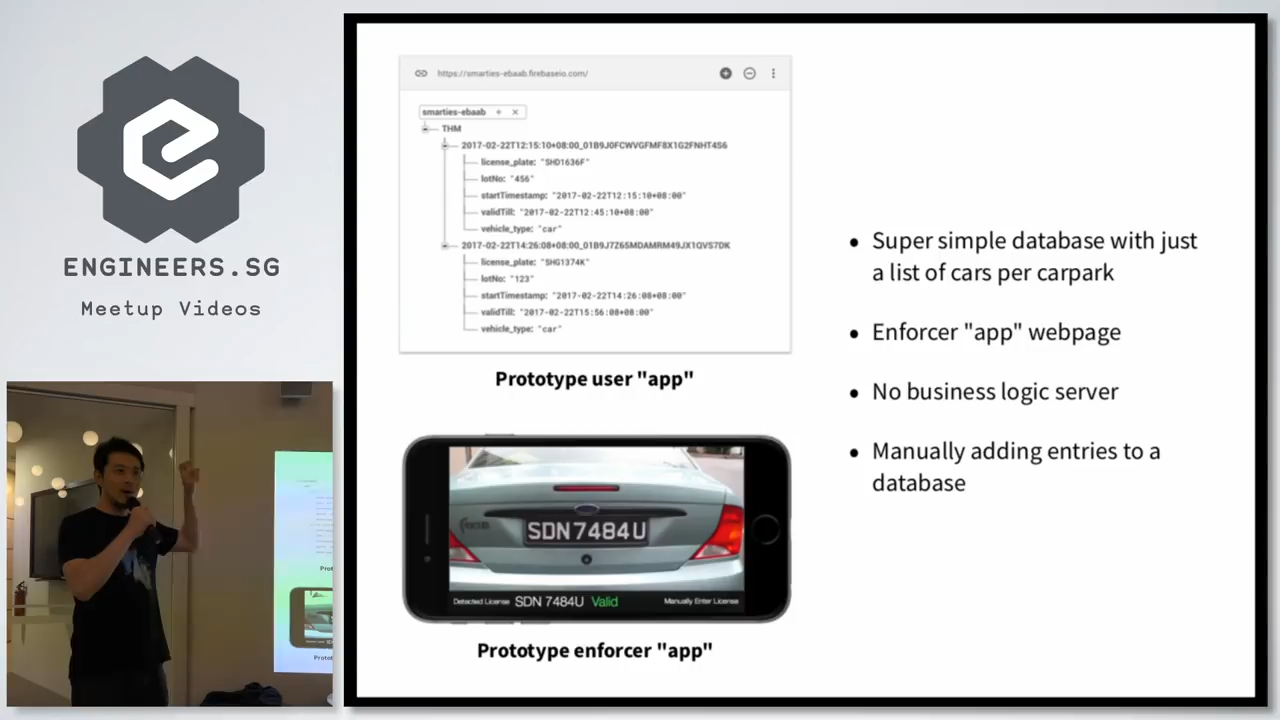 ENGINEERS.SG
Meetup Videos
https://smarties-ebaab.firebaseio.com/
smarties-ebaab
THM
2017-02-22T12:15:10+08:00_01B9J0FCWVGFMF8X1G2FNHT4S6
license_plate: "SHD1636F"
lotNo: "456"
startTimestamp: "2017-02-22T12:15:10+08:00"
validTill: "2017-02-22T12:45:10+08:00"
vehicle_type: "car"
2017-02-22T14:26:08+08:00_01B9J7Z65MDAMRM49JX1QVS7DK
license_plate: "SHG1374K"
lotNo: "123"
startTimestamp: "2017-02-22T14:26:08+08:00"
validTill: "2017-02-22T15:56:08+08:00"
vehicle_type: "car"
Prototype user "app"
SDN 7484U
Detected License SDN 7484U Valid Manually Enter License
Prototype enforcer "app"
• Super simple database with just
a list of cars per carpark
• Enforcer "app" webpage
• No business logic server
• Manually adding entries to a
database